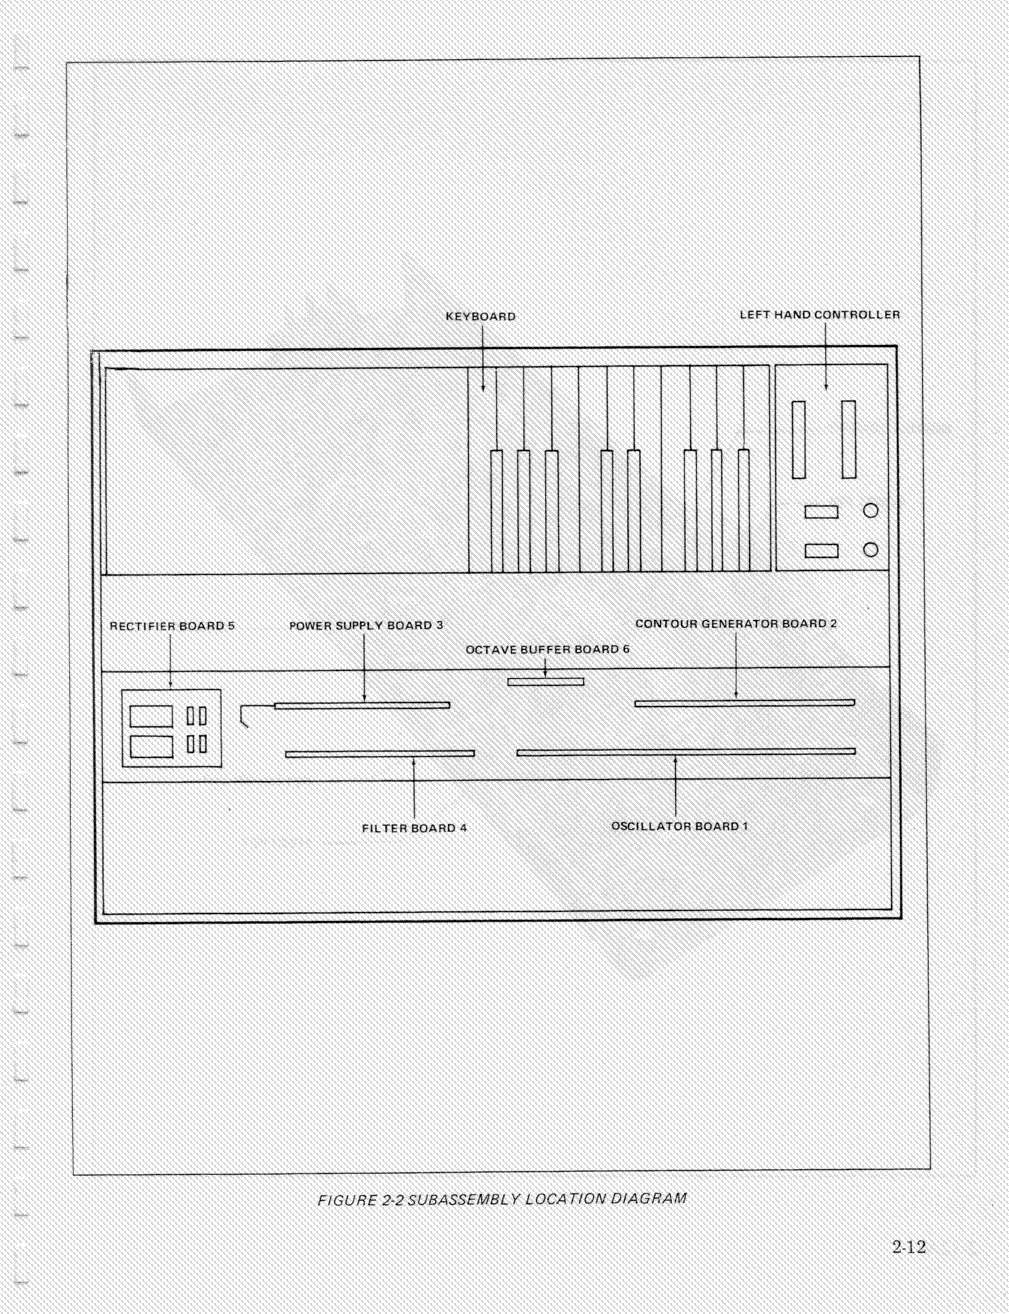 KEYBOARD
LEFT HAND CONTROLLER
RECTIFIER BOARD 5
POWER SUPPLY BOARD 3
CONTOUR GENERATOR BOARD 2
OCTAVE BUFFER BOARD 6
FILTER BOARD 4
OSCILLATOR BOARD 1
FIGURE 2-2 SUBASSEMBLY LOCATION DIAGRAM
2-12